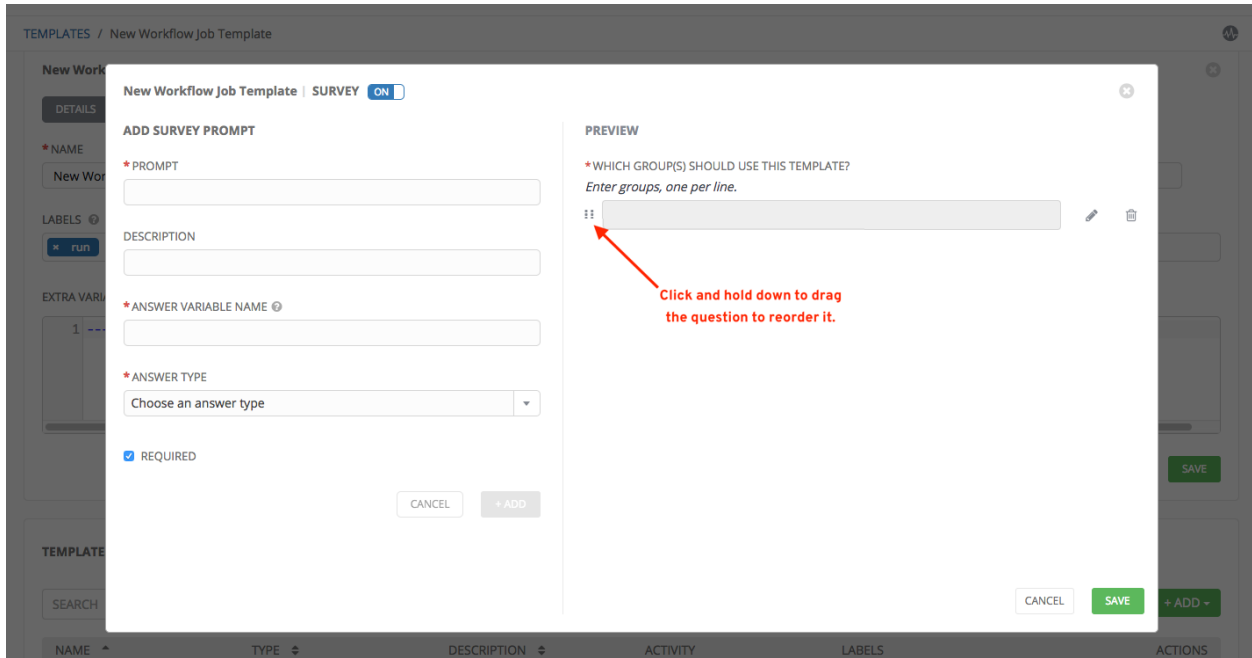 TEMPLATES / New Workflow Job Template
New Work
New Workflow Job Template | SURVEY ON
DETAILS
ADD SURVEY PROMPT
PREVIEW
* NAME
New Wor
* PROMPT
* WHICH GROUP(S) SHOULD USE THIS TEMPLATE?
Enter groups, one per line.
LABELS
× run
DESCRIPTION
EXTRA VARIA
1 ---
* ANSWER VARIABLE NAME
Click and hold down to drag
the question to reorder it.
* ANSWER TYPE
Choose an answer type
REQUIRED
SAVE
CANCEL
+ ADD
TEMPLATE
SEARCH
CANCEL
SAVE
+ ADD
NAME
TYPE
DESCRIPTION
ACTIVITY
LABELS
ACTIONS